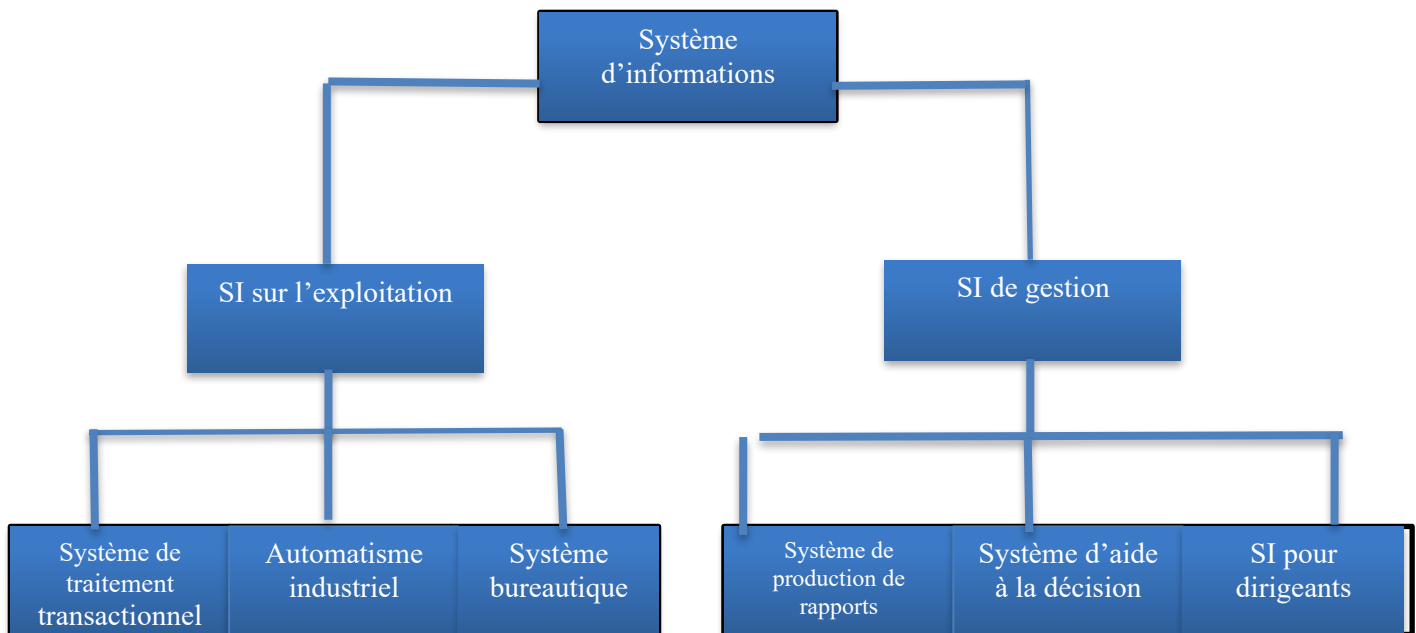 Système
d’informations
SI sur l’exploitation
SI de gestion
Système de
traitement
transactionnel
Automatisme
industriel
Système
bureautique
Système de
production de
rapports
Système d’aide
à la décision
SI pour
dirigeants